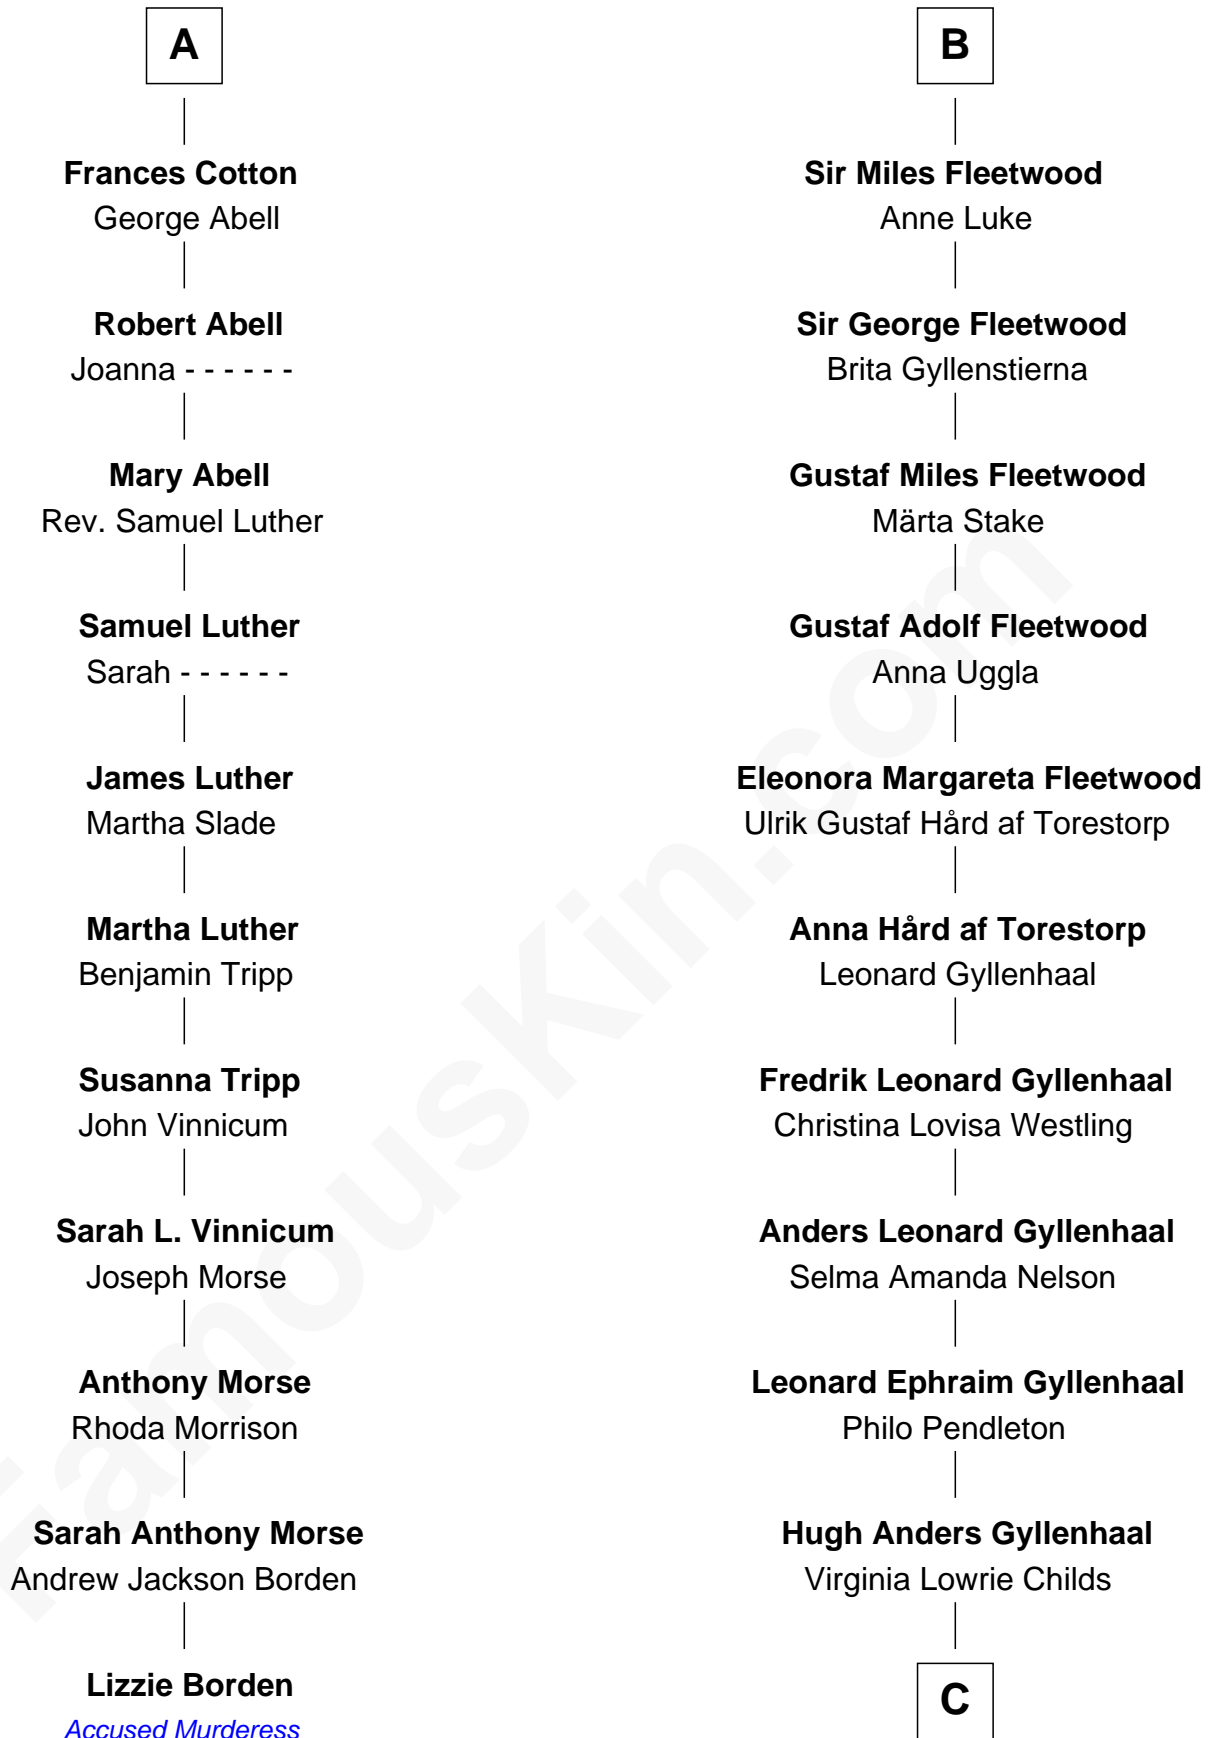 A
Frances Cotton
George Abell
Robert Abell
Joanna - - - - - -
Mary Abell
Rev. Samuel Luther
Samuel Luther
Sarah - - - - - -
James Luther
Martha Slade
Martha Luther
Benjamin Tripp
Susanna Tripp
John Vinnicum
Sarah L. Vinnicum
Joseph Morse
Anthony Morse
Rhoda Morrison
Sarah Anthony Morse
Andrew Jackson Borden
Lizzie Borden
Accused Murderess
B
Sir Miles Fleetwood
Anne Luke
Sir George Fleetwood
Brita Gyllenstierna
Gustaf Miles Fleetwood
Märta Stake
Gustaf Adolf Fleetwood
Anna Uggla
Eleonora Margareta Fleetwood
Ulrik Gustaf Hård af Torestorp
Anna Hård af Torestorp
Leonard Gyllenhaal
Fredrik Leonard Gyllenhaal
Christina Lovisa Westling
Anders Leonard Gyllenhaal
Selma Amanda Nelson
Leonard Ephraim Gyllenhaal
Philo Pendleton
Hugh Anders Gyllenhaal
Virginia Lowrie Childs
C
FamousKin.com